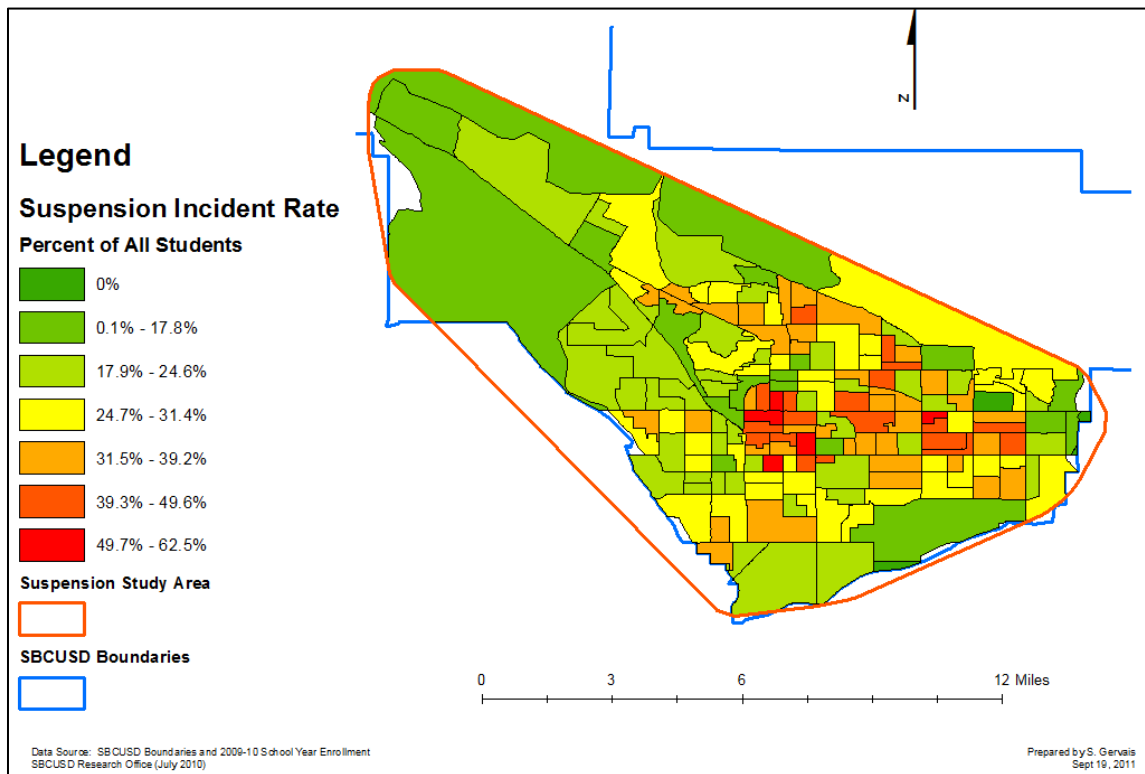 N
Legend
Suspension Incident Rate
Percent of All Students
0%
0.1% - 17.8%
17.9% - 24.6%
24.7% - 31.4%
31.5% - 39.2%
39.3% - 49.6%
49.7% - 62.5%
Suspension Study Area
SBCUSD Boundaries
0 3 6 12 Miles
Data Source: SBCUSD Boundaries and 2009-10 School Year Enrollment
SBCUSD Research Office (July 2010)
Prepared by S. Gervais
Sept 19, 2011